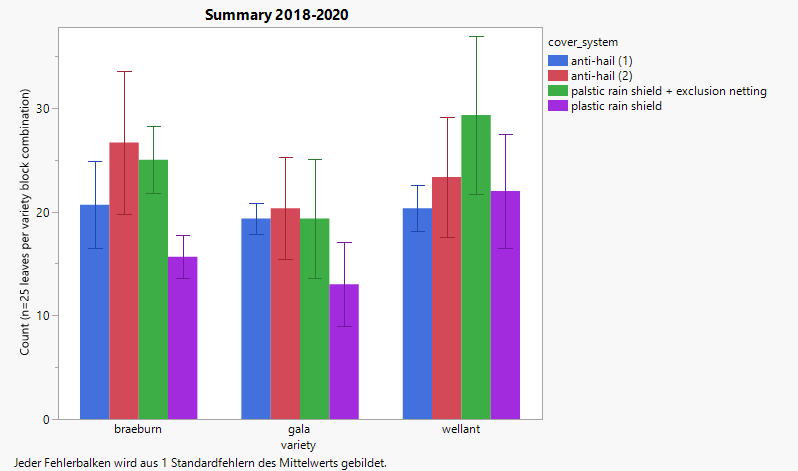 Summary 2018-2020
Count (n=25 leaves per variety block combination)
30
20
10
0
braeburn
gala
wellant
variety
cover_system
anti-hail (1)
anti-hail (2)
palstic rain shield + exclusion netting
plastic rain shield
Jeder Fehlerbalken wird aus 1 Standardfehlern des Mittelwerts gebildet.